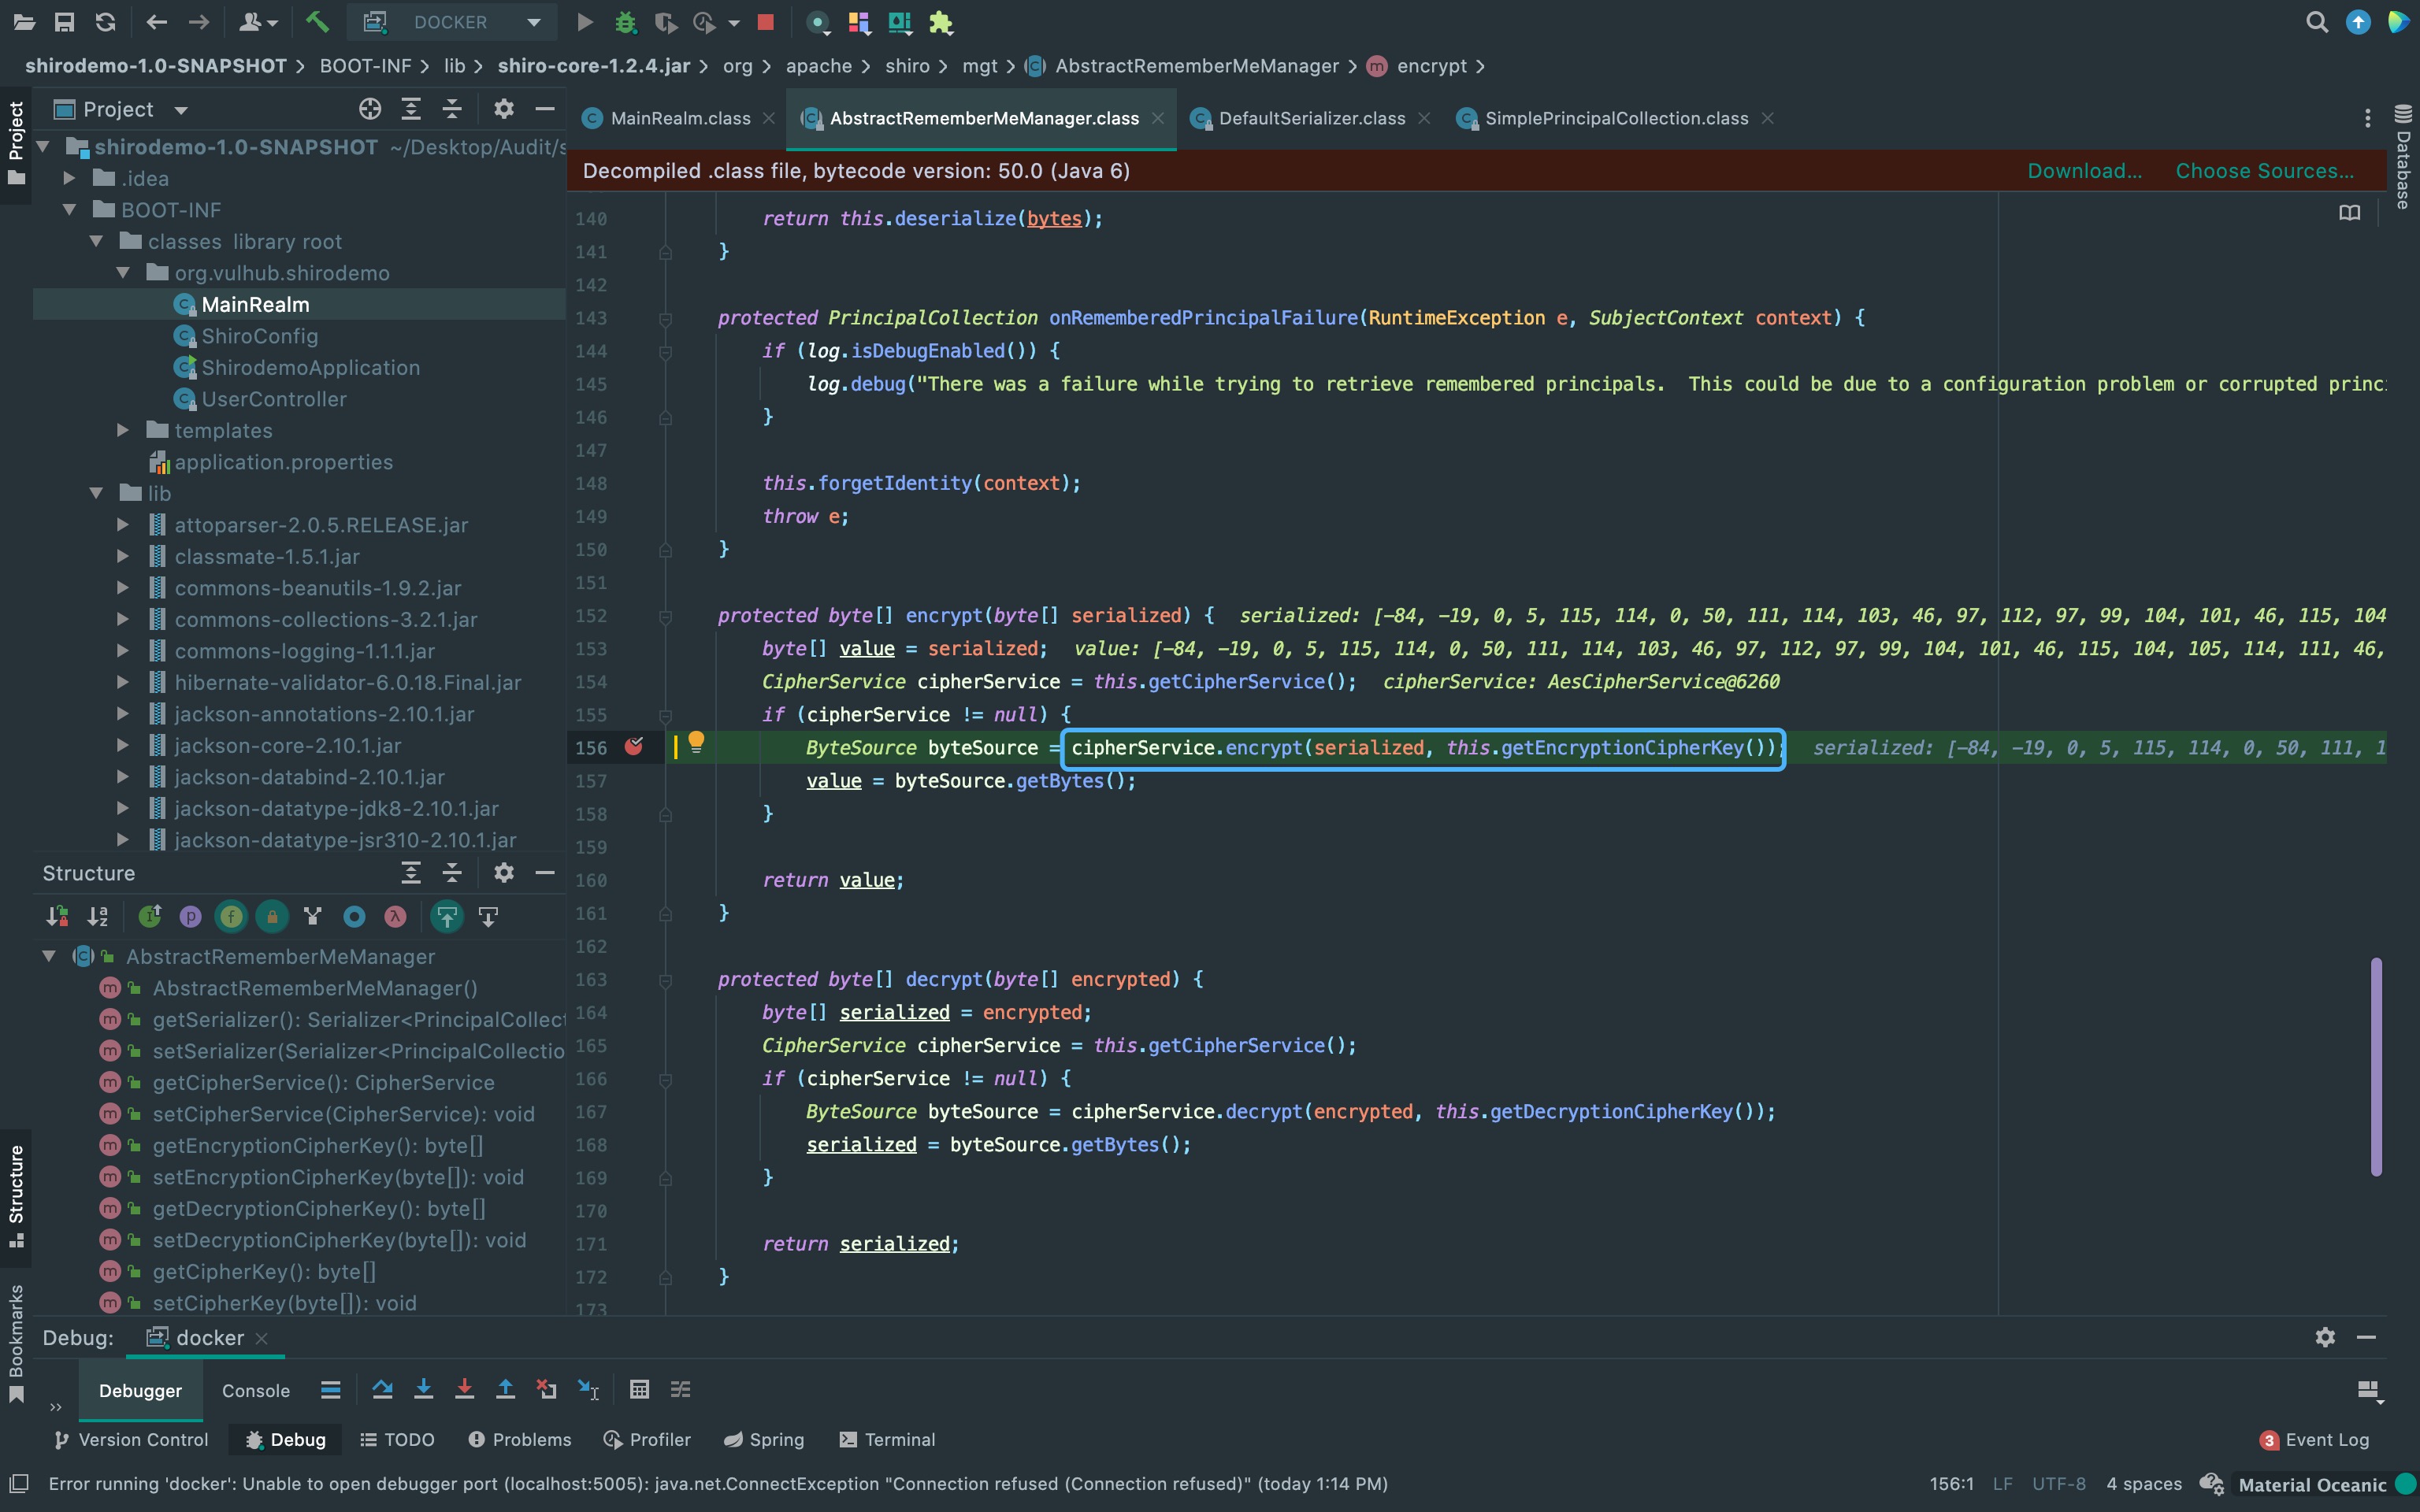 DOCKER
shirodemo-1.0-SNAPSHOT > BOOT-INF > lib > shiro-core-1.2.4.jar > org > apache > shiro > mgt > AbstractRememberMeManager > encrypt >
Project
Project
shirodemo-1.0-SNAPSHOT ~/Desktop/Audit/s
.idea
BOOT-INF
classes library root
org.vulhub.shirodemo
MainRealm
ShiroConfig
ShirodemoApplication
UserController
templates
application.properties
lib
attoparser-2.0.5.RELEASE.jar
classmate-1.5.1.jar
commons-beanutils-1.9.2.jar
commons-collections-3.2.1.jar
commons-logging-1.1.1.jar
hibernate-validator-6.0.18.Final.jar
jackson-annotations-2.10.1.jar
jackson-core-2.10.1.jar
jackson-databind-2.10.1.jar
jackson-datatype-jdk8-2.10.1.jar
jackson-datatype-jsr310-2.10.1.jar
Structure
AbstractRememberMeManager
AbstractRememberMeManager()
getSerializer(): Serializer<PrincipalCollect
setSerializer(Serializer<PrincipalCollectio
getCipherService(): CipherService
setCipherService(CipherService): void
getEncryptionCipherKey(): byte[]
setEncryptionCipherKey(byte[]): void
getDecryptionCipherKey(): byte[]
setDecryptionCipherKey(byte[]): void
getCipherKey(): byte[]
setCipherKey(byte[]): void
Structure
Bookmarks
MainRealm.class AbstractRememberMeManager.class DefaultSerializer.class SimplePrincipalCollection.class
Database
Decompiled .class file, bytecode version: 50.0 (Java 6) Download... Choose Sources...
140 return this.deserialize(bytes);
141 }
142
143 protected PrincipalCollection onRememberedPrincipalFailure(RuntimeException e, SubjectContext context) {
144 if (log.isDebugEnabled()) {
145 log.debug("There was a failure while trying to retrieve remembered principals.  This could be due to a configuration problem or corrupted princ
146 }
147
148 this.forgetIdentity(context);
149 throw e;
150 }
151
152 protected byte[] encrypt(byte[] serialized) { serialized: [-84, -19, 0, 5, 115, 114, 0, 50, 111, 114, 103, 46, 97, 112, 97, 99, 104, 101, 46, 115, 104
153 byte[] value = serialized; value: [-84, -19, 0, 5, 115, 114, 0, 50, 111, 114, 103, 46, 97, 112, 97, 99, 104, 101, 46, 115, 104, 105, 114, 111, 46,
154 CipherService cipherService = this.getCipherService(); cipherService: AesCipherService@6260
155 if (cipherService != null) {
156 ByteSource byteSource = cipherService.encrypt(serialized, this.getEncryptionCipherKey()); serialized: [-84, -19, 0, 5, 115, 114, 0, 50, 111, 1
157 value = byteSource.getBytes();
158 }
159
160 return value;
161 }
162
163 protected byte[] decrypt(byte[] encrypted) {
164 byte[] serialized = encrypted;
165 CipherService cipherService = this.getCipherService();
166 if (cipherService != null) {
167 ByteSource byteSource = cipherService.decrypt(encrypted, this.getDecryptionCipherKey());
168 serialized = byteSource.getBytes();
169 }
170
171 return serialized;
172 }
173
Debug: docker
Debugger Console
Version Control Debug TODO Problems Profiler Spring Terminal 3 Event Log
Error running 'docker': Unable to open debugger port (localhost:5005): java.net.ConnectException "Connection refused (Connection refused)" (today 1:14 PM) 156:1 LF UTF-8 4 spaces Material Oceanic